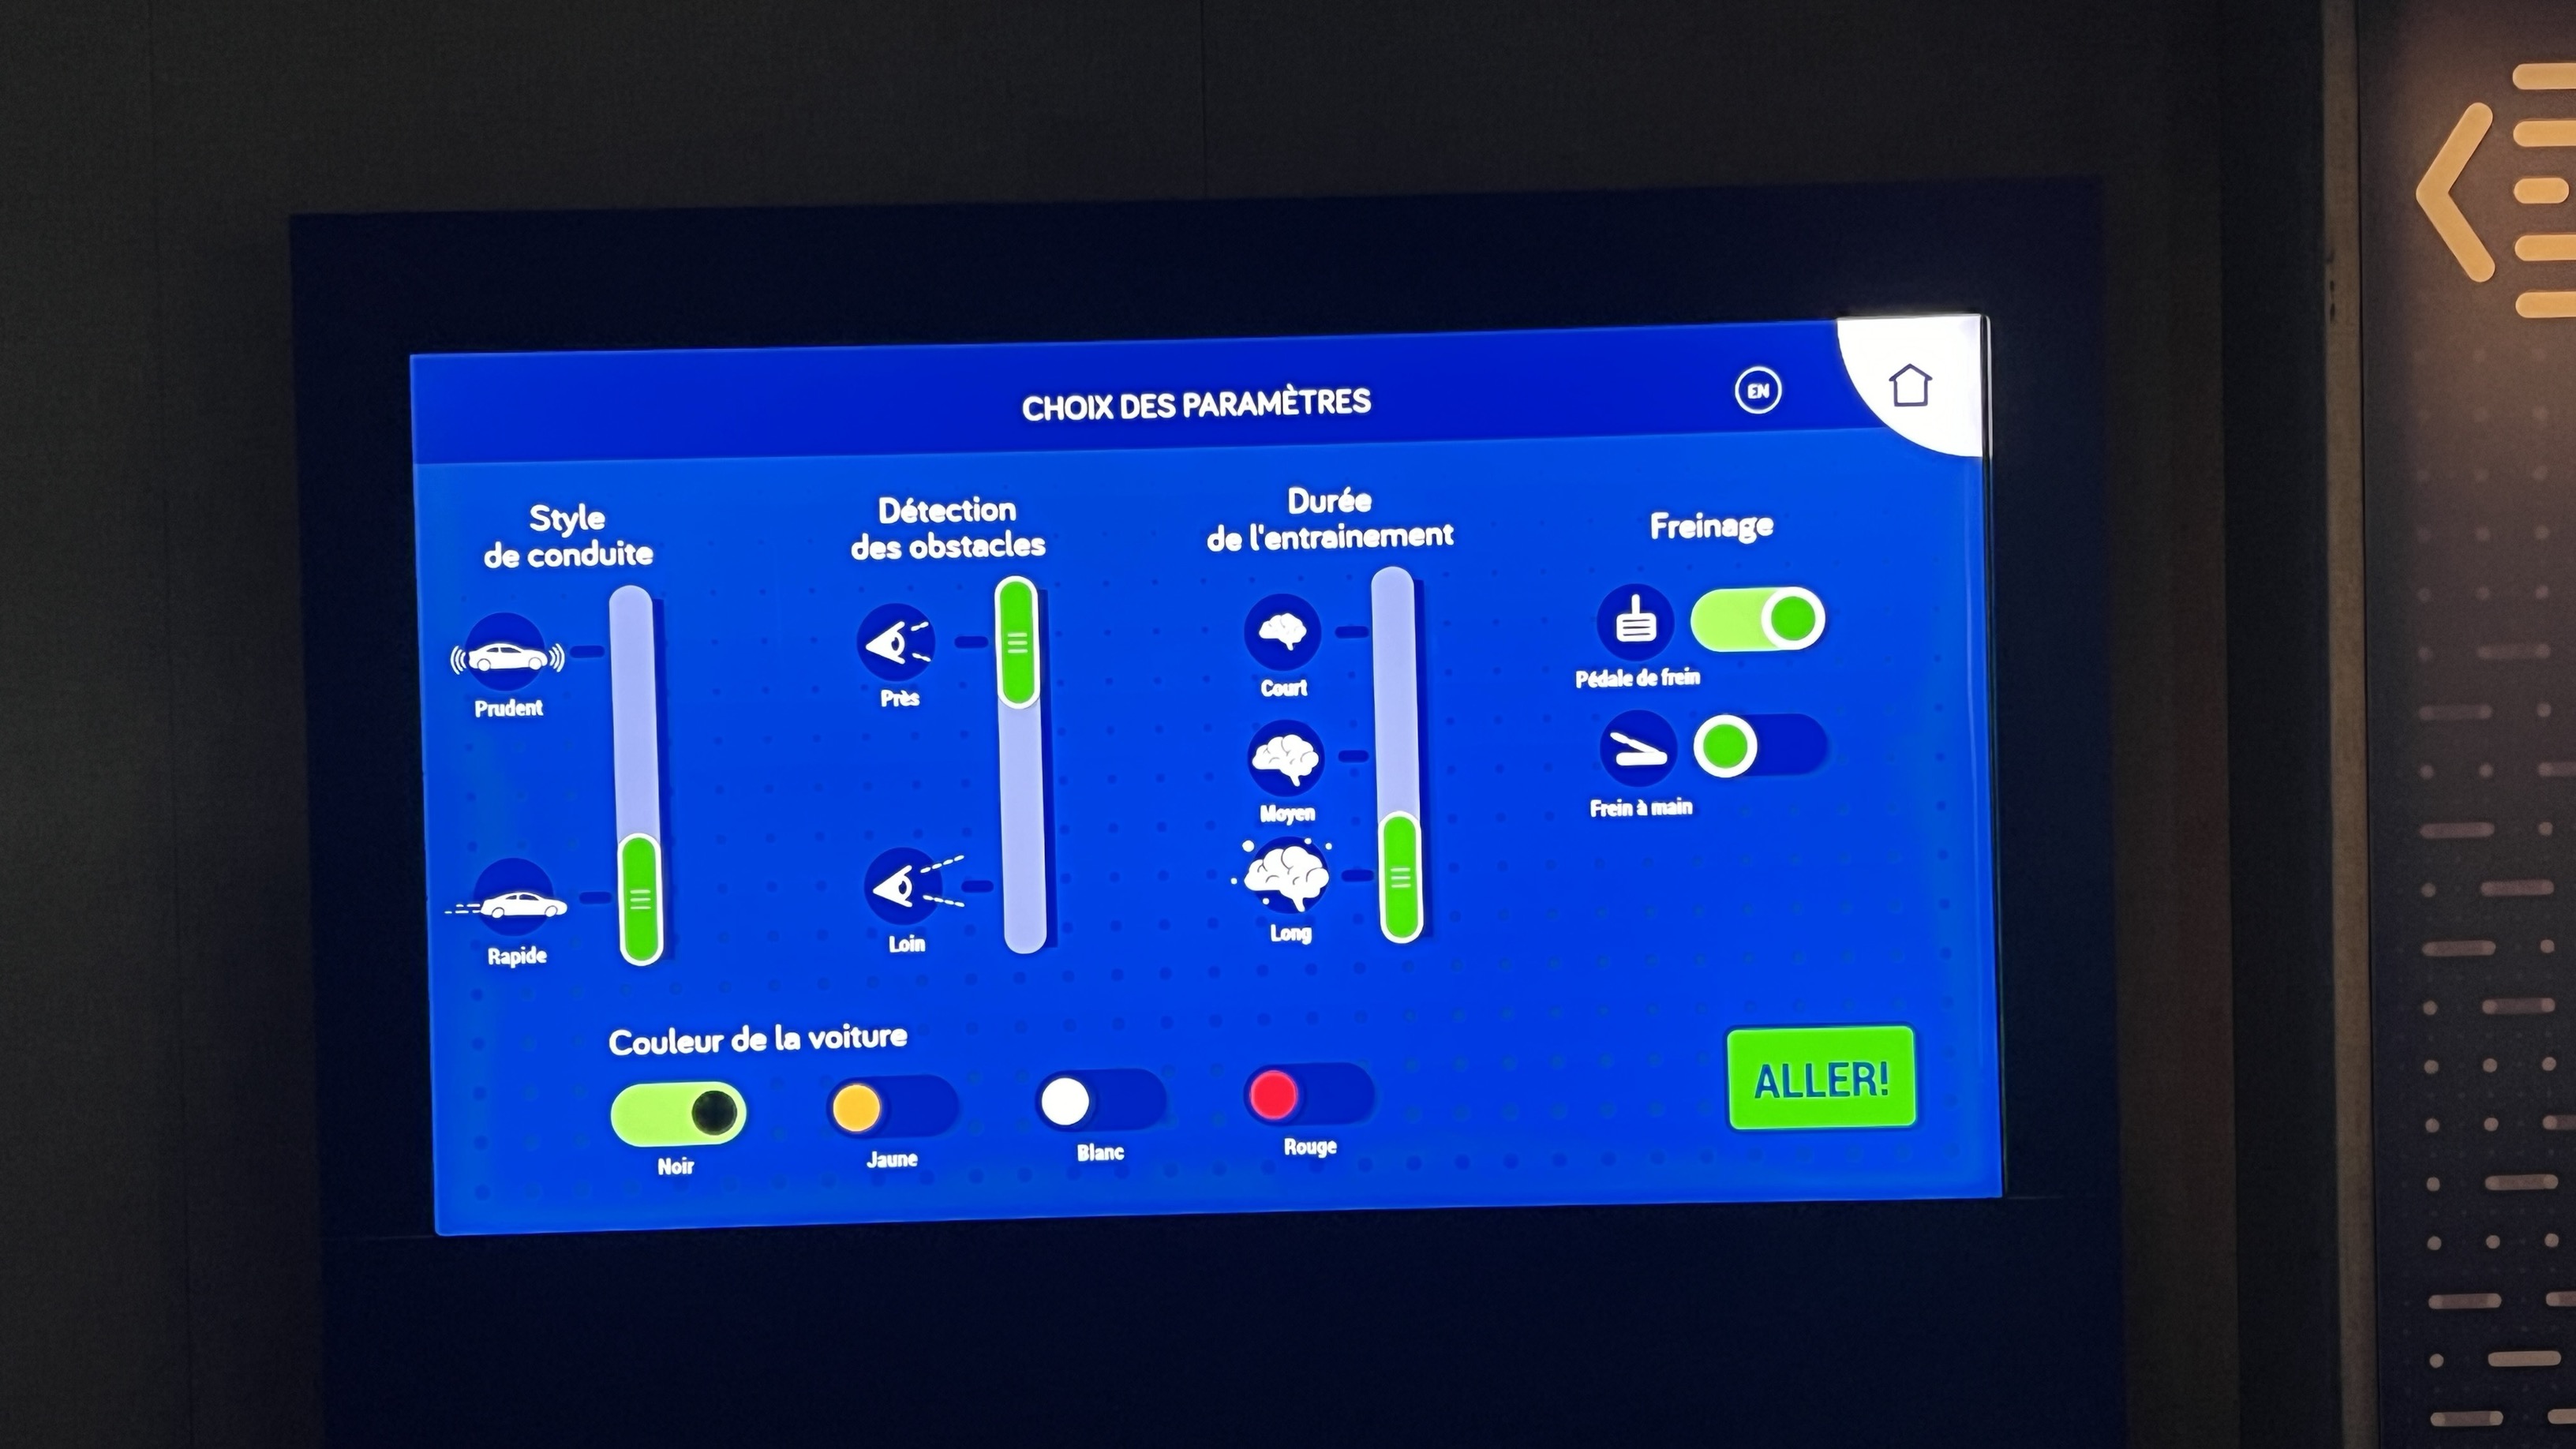 CHOIX DES PARAMÈTRES
EN
Style
de conduite
Prudent
Rapide
Détection
des obstacles
Près
Loin
Durée
de l'entrainement
Court
Moyen
Long
Freinage
Pédale de frein
Frein à main
Couleur de la voiture
Noir
Jaune
Blanc
Rouge
ALLER!